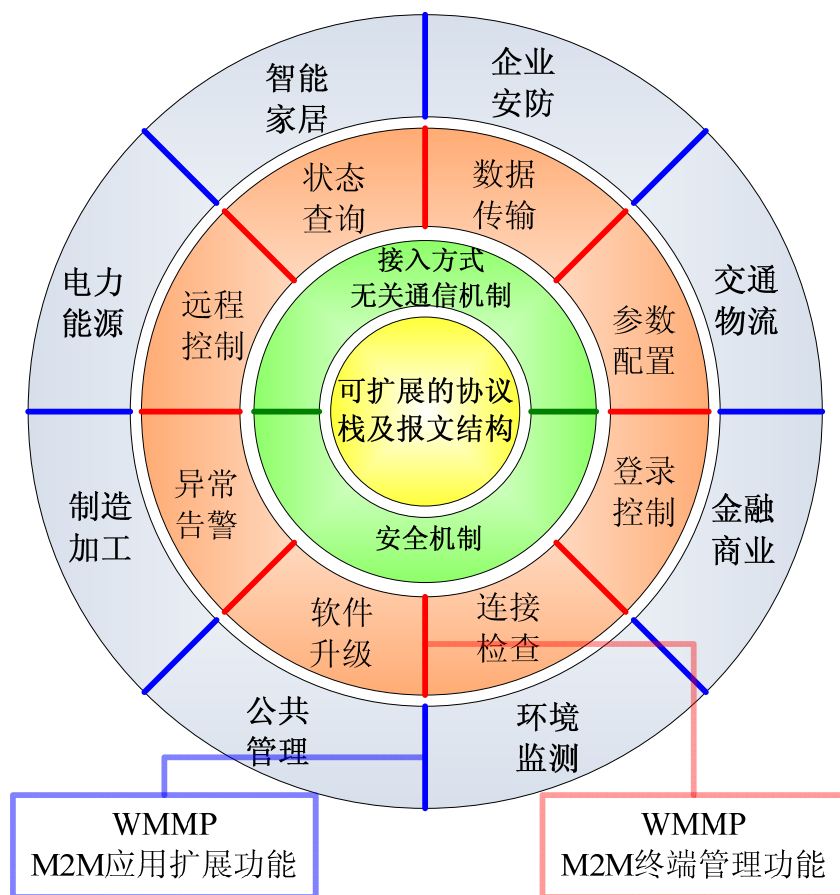 智能
家居
企业
安防
交通
物流
金融
商业
环境
监测
公共
管理
制造
加工
电力
能源
状态
查询
数据
传输
参数
配置
登录
控制
连接
检查
软件
升级
异常
告警
远程
控制
接入方式
无关通信机制
可扩展的协议
栈及报文结构
安全机制
WMMP
M2M应用扩展功能
WMMP
M2M终端管理功能